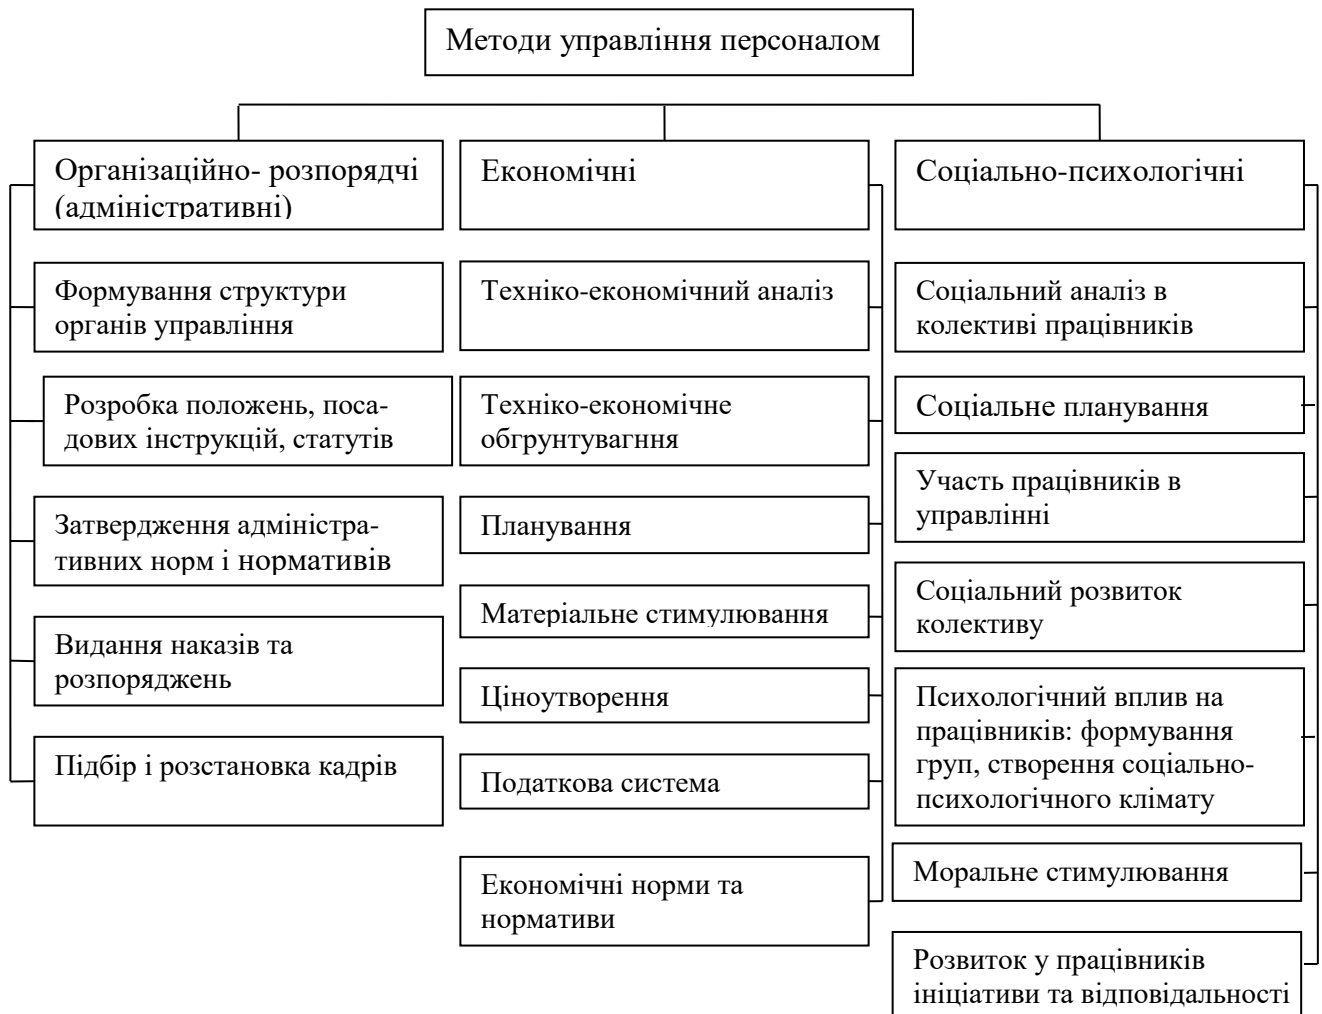 Методи управління персоналом
Організаційно- розпорядчі
(адміністративні)
Формування структури
органів управління
Розробка положень, поса-
дових інструкцій, статутів
Затвердження адміністра-
тивних норм і нормативів
Видання наказів та
розпоряджень
Підбір і розстановка кадрів
Економічні
Техніко-економічний аналіз
Техніко-економічне
обгрунтувагння
Планування
Матеріальне стимулювання
Ціноутворення
Податкова система
Економічні норми та
нормативи
Соціально-психологічні
Соціальний аналіз в
колективі працівників
Соціальне планування
Участь працівників в
управлінні
Соціальний розвиток
колективу
Психологічний вплив на
працівників: формування
груп, створення соціально-
психологічного клімату
Моральне стимулювання
Розвиток у працівників
ініціативи та відповідальності